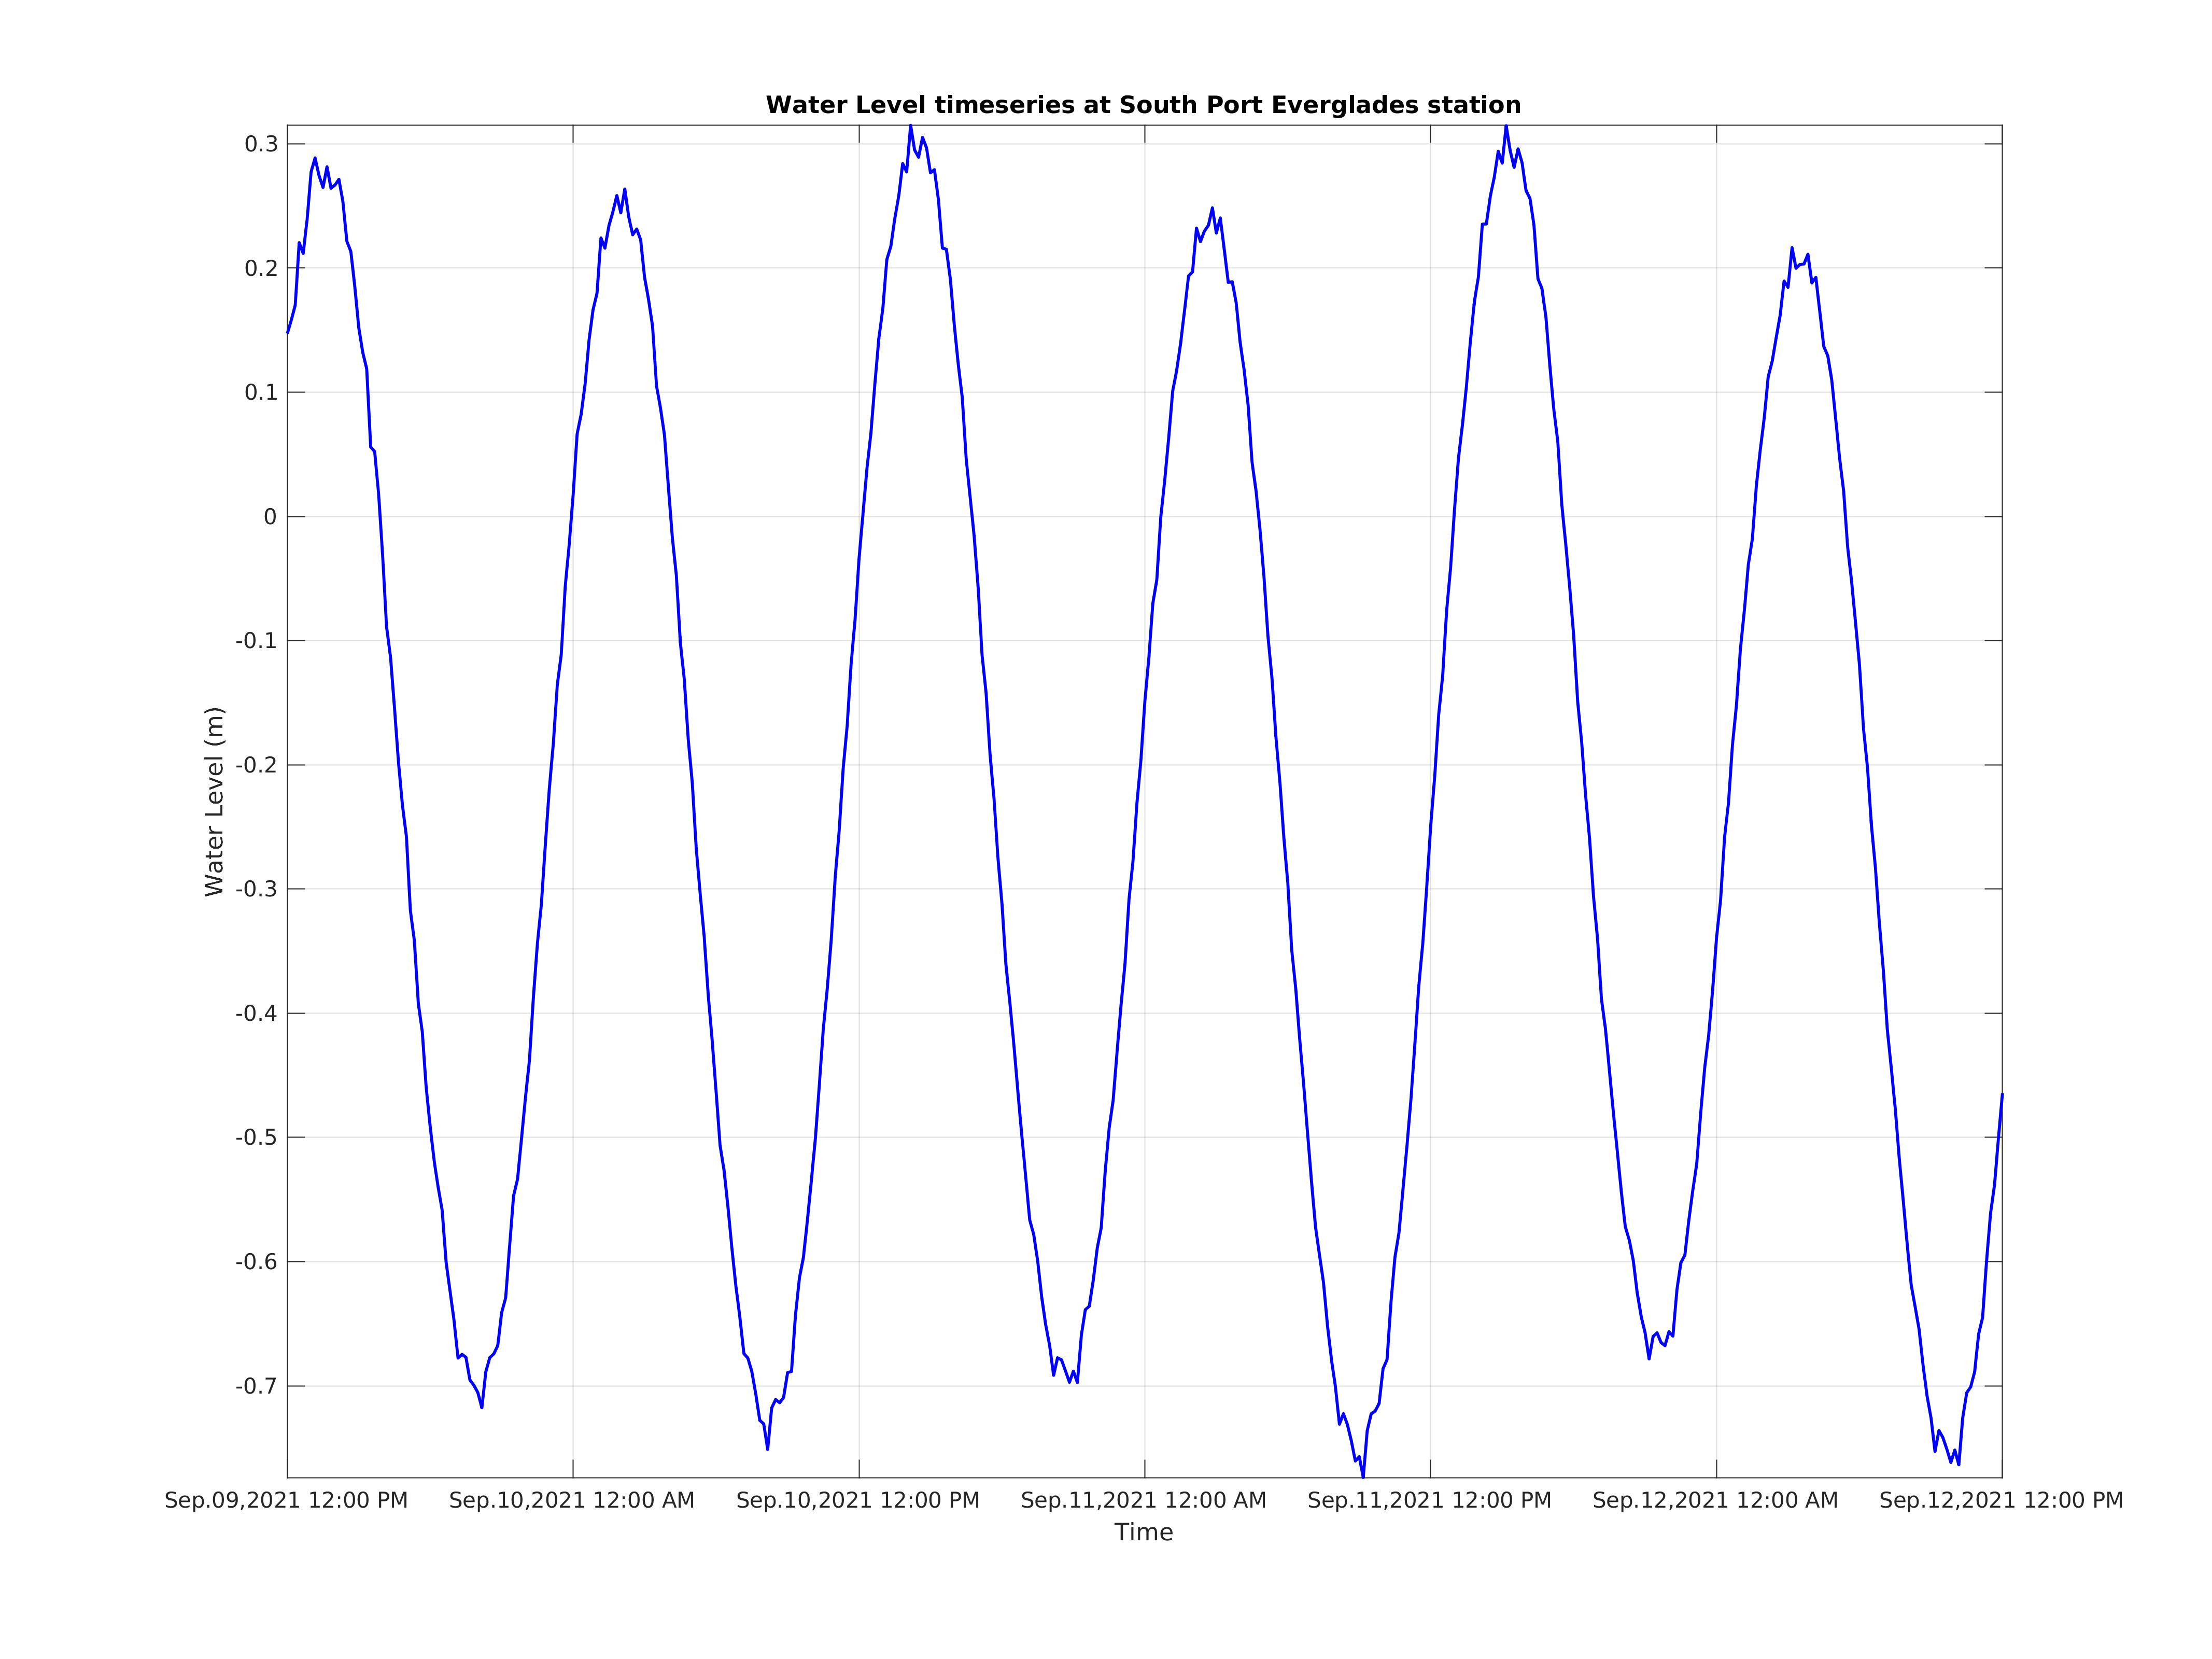 Water Level timeseries at South Port Everglades station
0.3
0.2
0.1
0
-0.1
-0.2
-0.3
-0.4
-0.5
-0.6
-0.7
Water Level (m)
Sep.09,2021 12:00 PM
Sep.10,2021 12:00 AM
Sep.10,2021 12:00 PM
Sep.11,2021 12:00 AM
Sep.11,2021 12:00 PM
Sep.12,2021 12:00 AM
Sep.12,2021 12:00 PM
Time